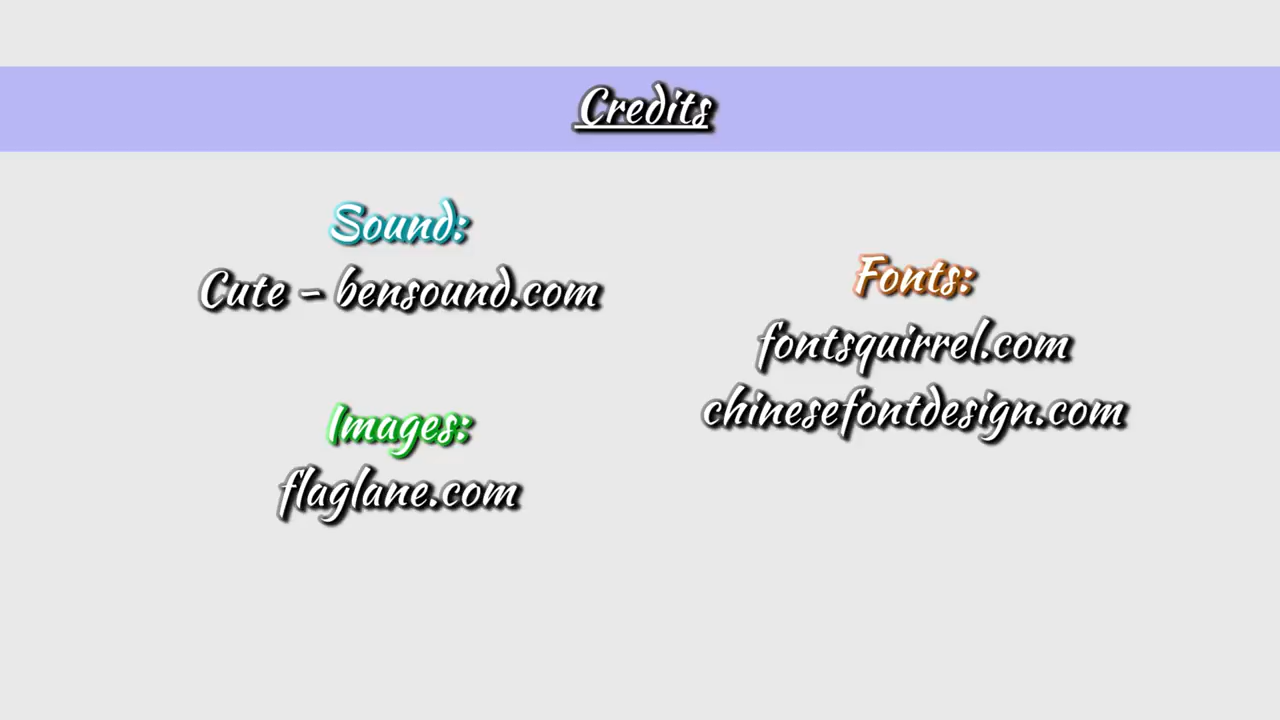 Credits
Sound:
Cute - bensound.com
Images:
flaglane.com
Fonts:
fontsquirrel.com
chinesefontdesign.com